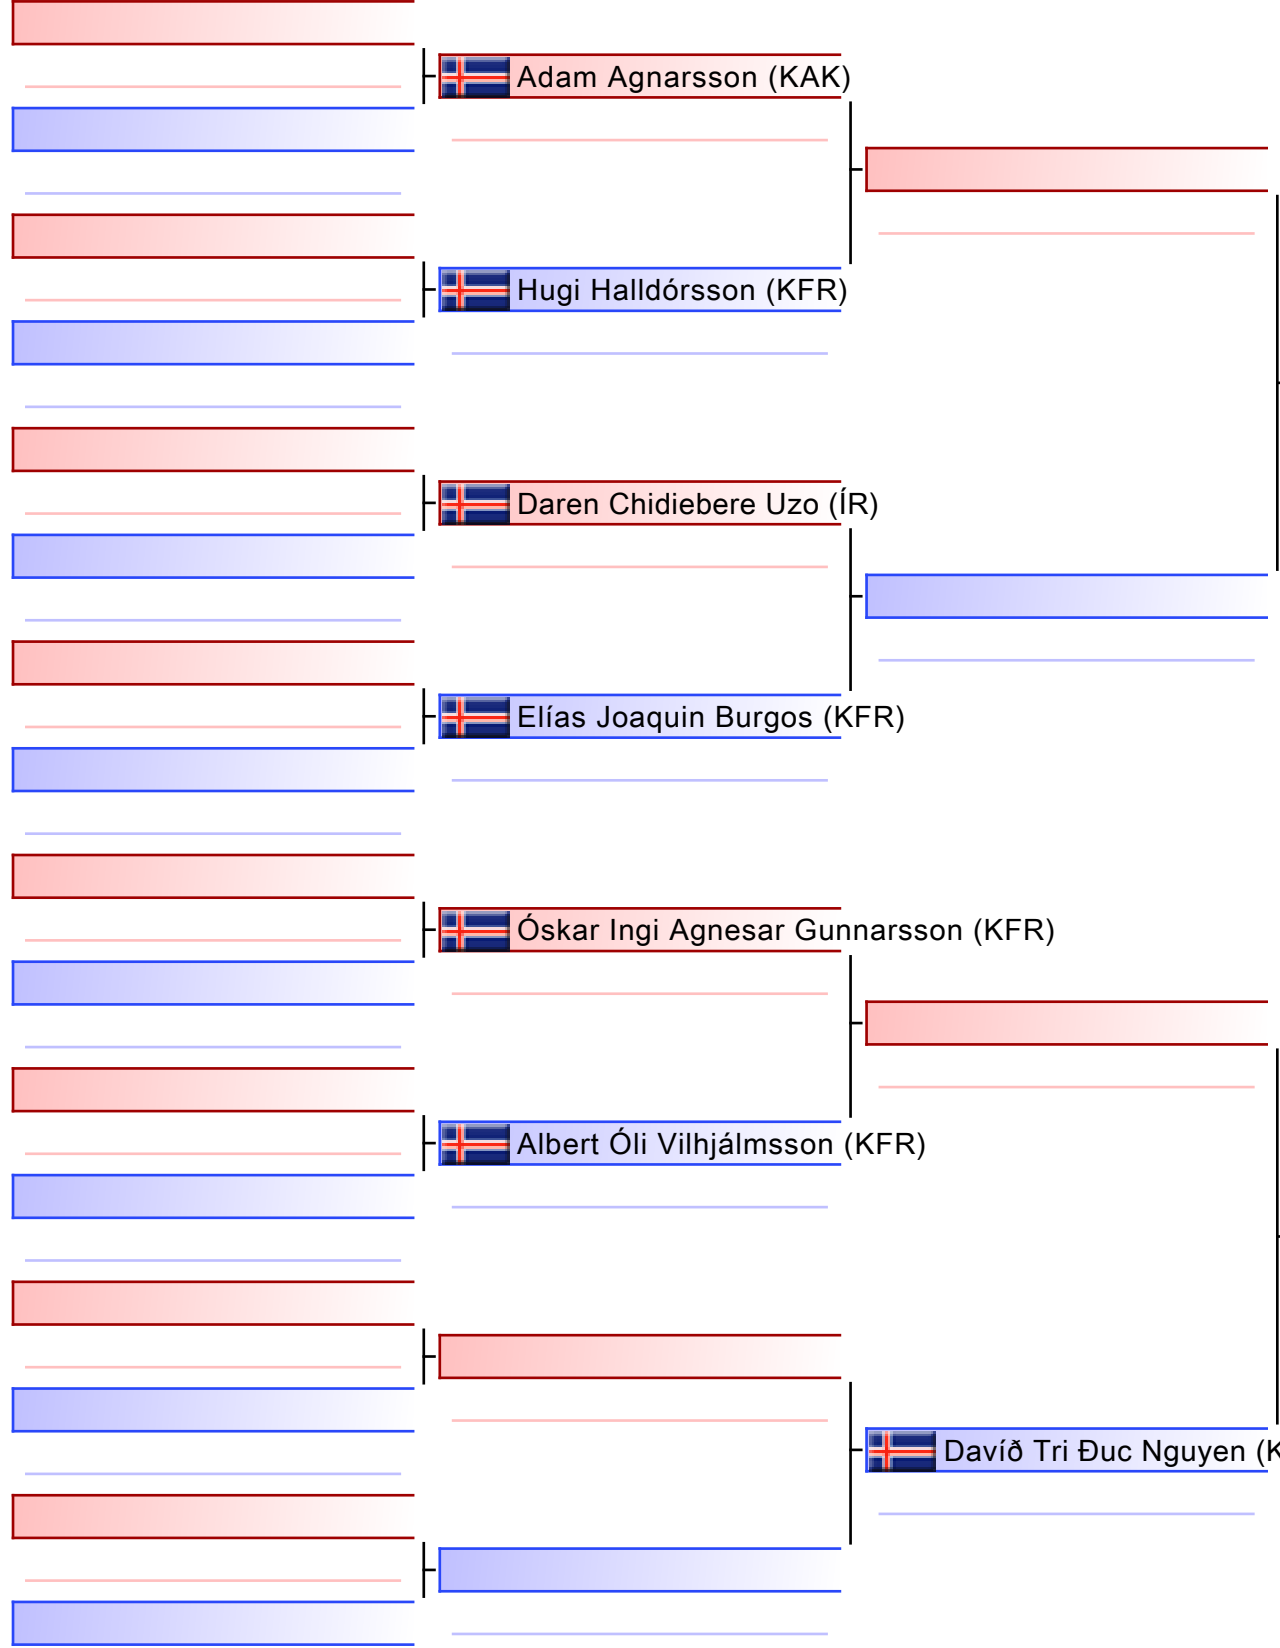 Adam Agnarsson (KAK)
Hugi Halldórsson (KFR)
Daren Chidiebere Uzo (ÍR)
Elías Joaquin Burgos (KFR)
Óskar Ingi Agnesar Gunnarsson (KFR)
Albert Óli Vilhjálmsson (KFR)
Davíð Tri Đuc Nguyen (K